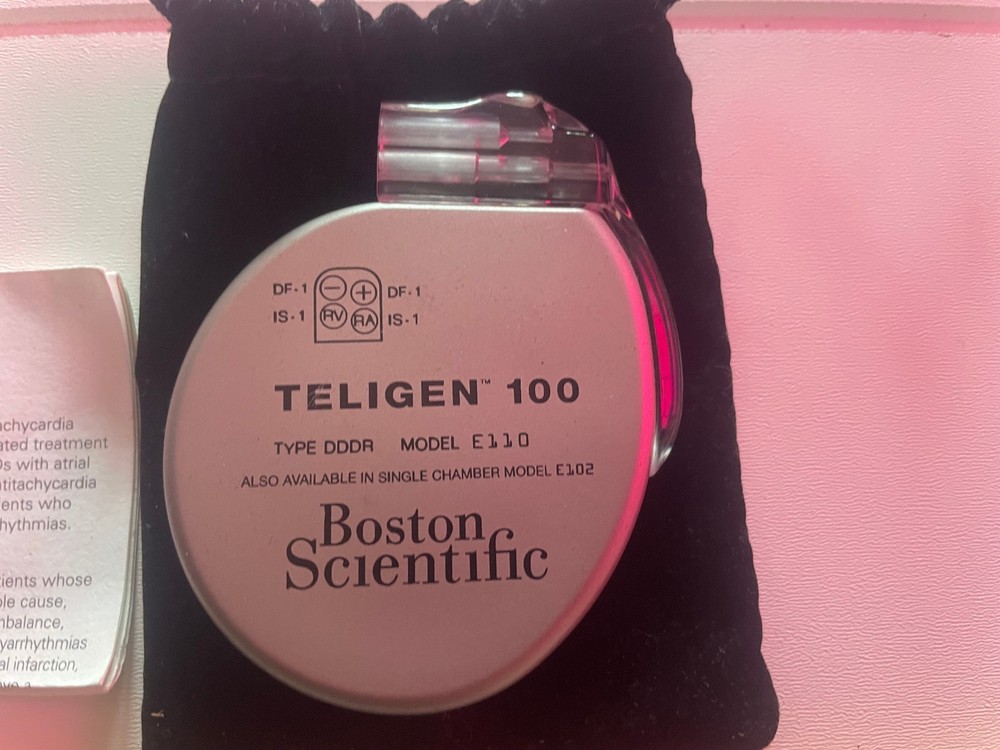 DF-1 − + DF-1
IS-1 RV RA IS-1
TELIGEN™ 100
TYPE DDDR MODEL E110
ALSO AVAILABLE IN SINGLE CHAMBER MODEL E102
Boston
Scientific
achycardia
ated treatment
Ds with atrial
titachycardia
ents who
hythmias.
ients whose
ble cause,
mbalance,
yarrhythmias
al infarction,